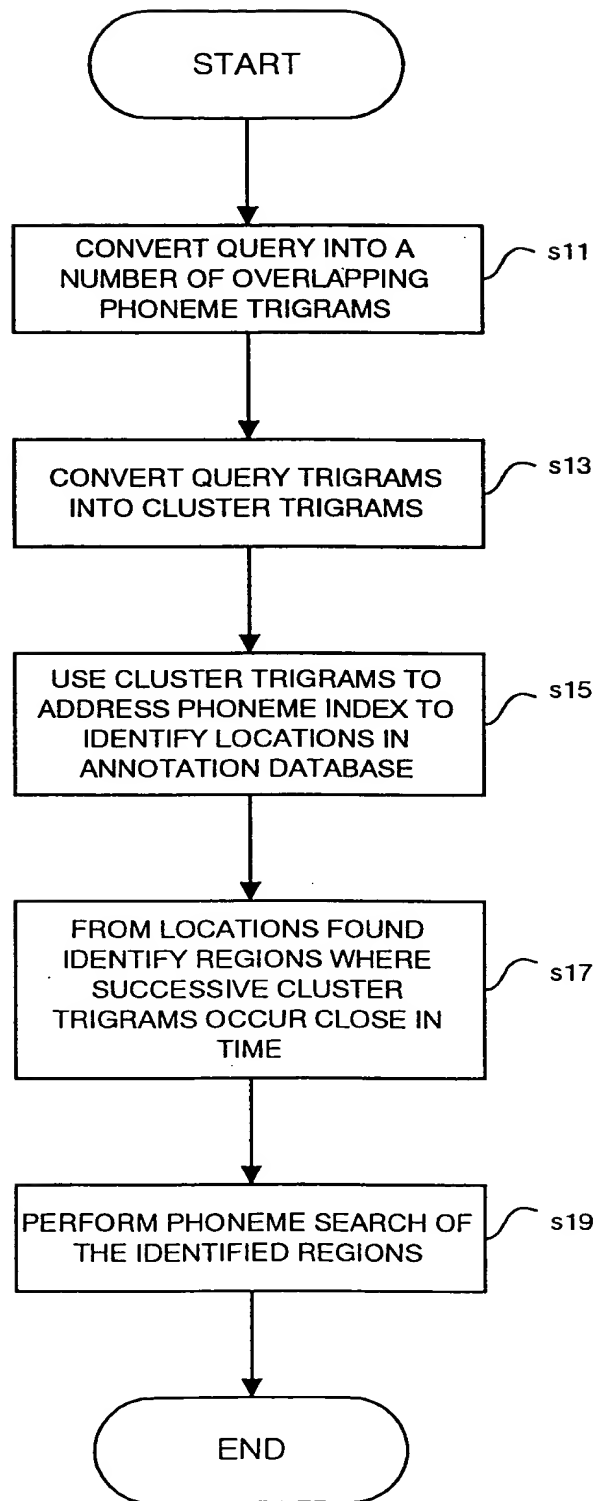 START
CONVERT QUERY INTO A
NUMBER OF OVERLAPPING
PHONEME TRIGRAMS
s11
CONVERT QUERY TRIGRAMS
INTO CLUSTER TRIGRAMS
s13
USE CLUSTER TRIGRAMS TO
ADDRESS PHONEME INDEX TO
IDENTIFY LOCATIONS IN
ANNOTATION DATABASE
s15
FROM LOCATIONS FOUND
IDENTIFY REGIONS WHERE
SUCCESSIVE CLUSTER
TRIGRAMS OCCUR CLOSE IN
TIME
s17
PERFORM PHONEME SEARCH OF
THE IDENTIFIED REGIONS
s19
END